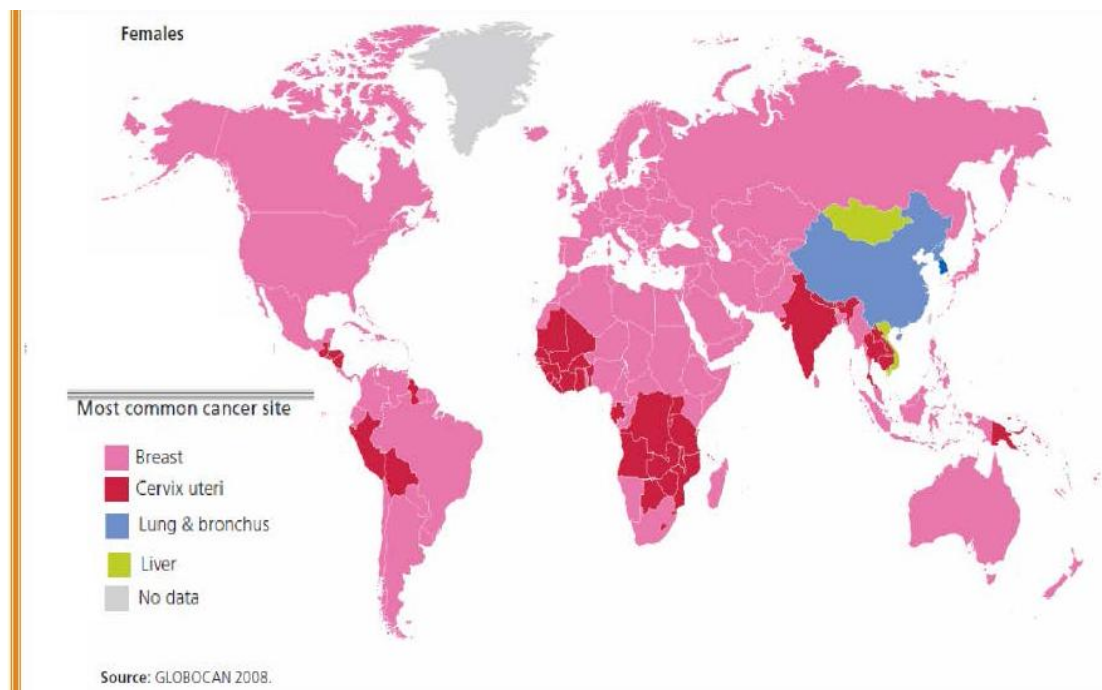 Females
Most common cancer site
Breast
Cervix uteri
Lung & bronchus
Liver
No data
Source: GLOBOCAN 2008.